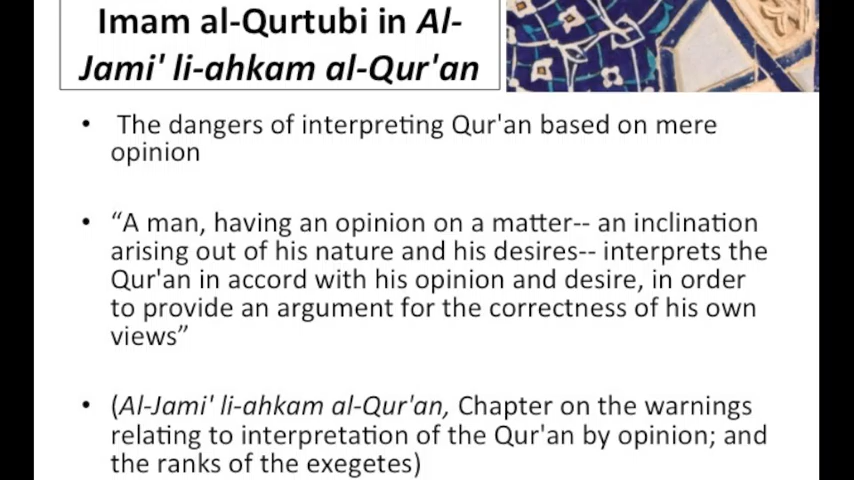 Imam al-Qurtubi in Al-
Jami' li-ahkam al-Qur'an
• The dangers of interpreting Qur'an based on mere
opinion
• “A man, having an opinion on a matter-- an inclination
arising out of his nature and his desires-- interprets the
Qur'an in accord with his opinion and desire, in order
to provide an argument for the correctness of his own
views”
• (Al-Jami' li-ahkam al-Qur'an, Chapter on the warnings
relating to interpretation of the Qur'an by opinion; and
the ranks of the exegetes)